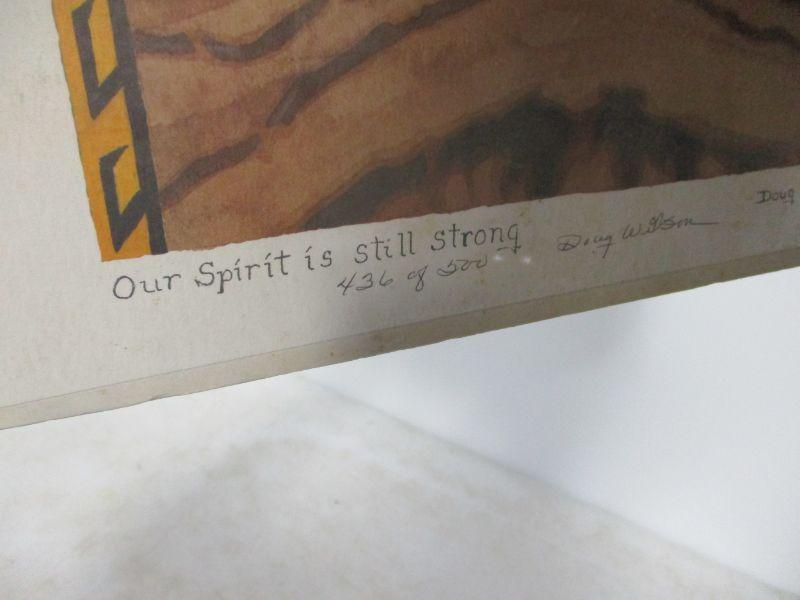 Our Spirit is still strong
436 of 500
Doug Wilson
Doug